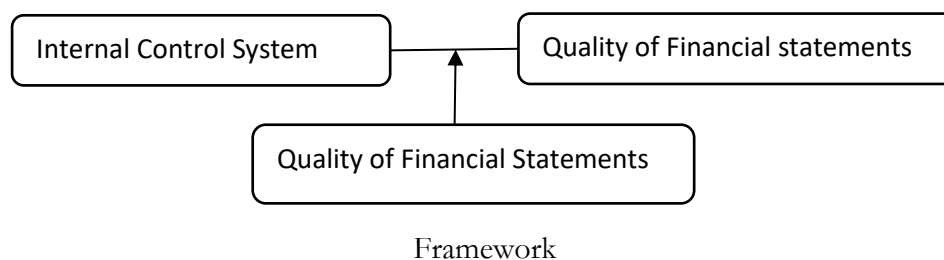 Internal Control System
Quality of Financial statements
Quality of Financial Statements
Framework